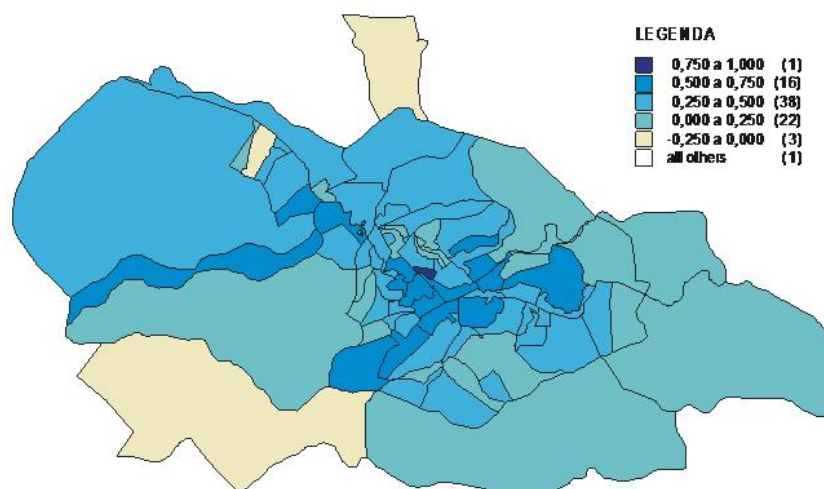 LEGENDA
0,750 a 1,000 (1)
0,500 a 0,750 (16)
0,250 a 0,500 (38)
0,000 a 0,250 (22)
-0,250 a 0,000 (3)
all others (1)